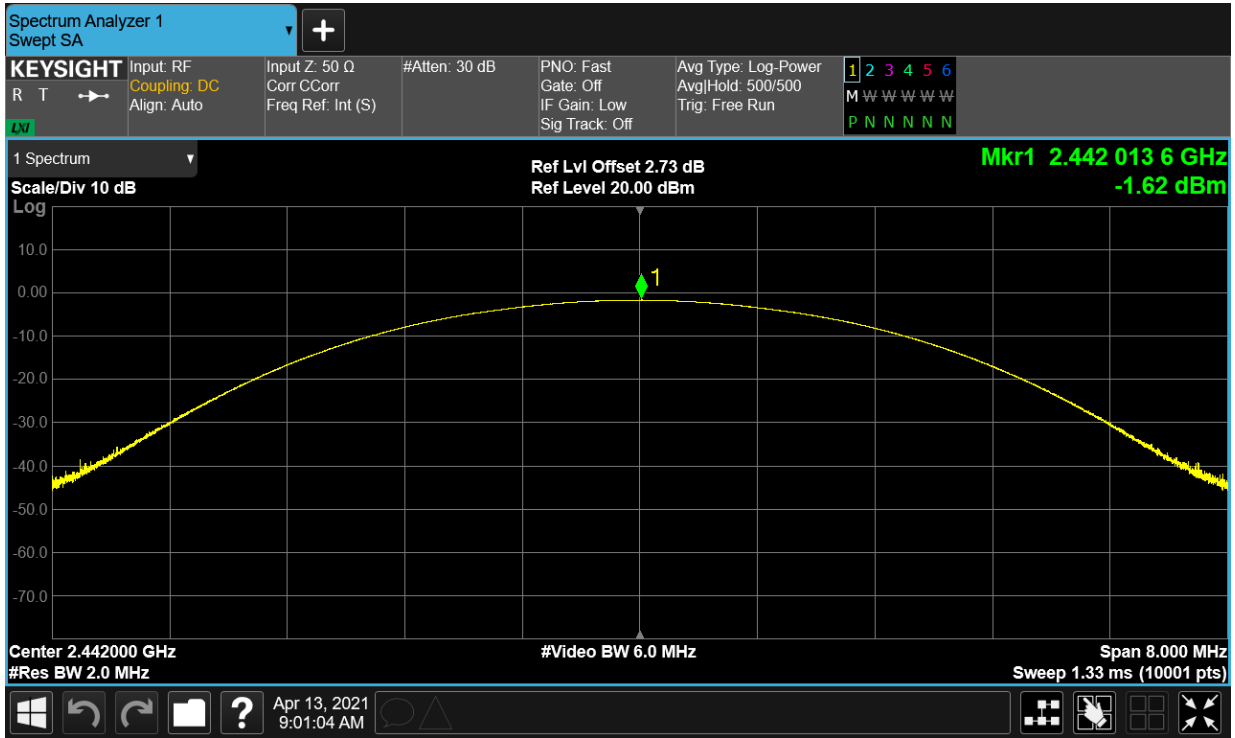 Spectrum Analyzer 1
Swept SA
KEYSIGHT
R T
LXI
Input: RF
Coupling: DC
Align: Auto
Input Z: 50 Ω
Corr CCorr
Freq Ref: Int (S)
#Atten: 30 dB
PNO: Fast
Gate: Off
IF Gain: Low
Sig Track: Off
Avg Type: Log-Power
Avg|Hold: 500/500
Trig: Free Run
1 2 3 4 5 6
M W W W W W
P N N N N N
1 Spectrum
Scale/Div 10 dB
Log
Ref Lvl Offset 2.73 dB
Ref Level 20.00 dBm
Mkr1 2.442 013 6 GHz
-1.62 dBm
1
10.0
0.00
-10.0
-20.0
-30.0
-40.0
-50.0
-60.0
-70.0
Center 2.442000 GHz
#Res BW 2.0 MHz
#Video BW 6.0 MHz
Span 8.000 MHz
Sweep 1.33 ms (10001 pts)
?
Apr 13, 2021
9:01:04 AM